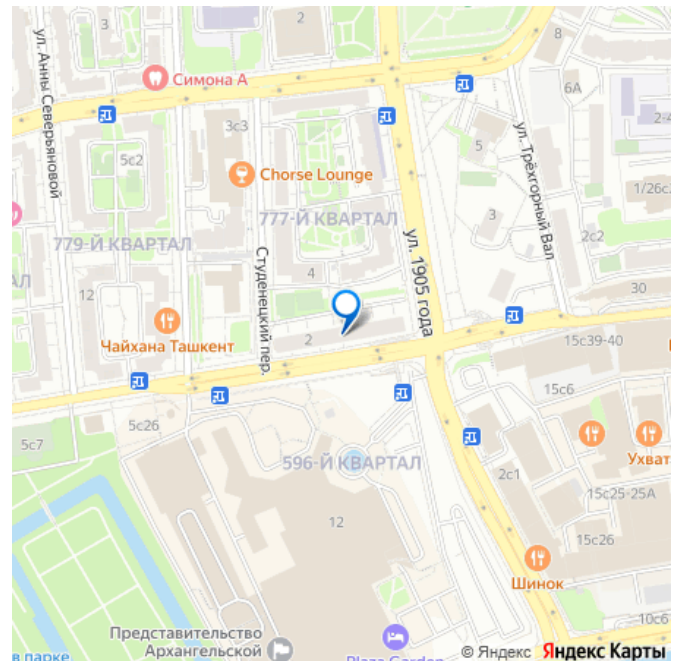 ул. Анны Северьяновой
3
2
8
Симона А
6А
2-4
3с3
5
ул. Трёхгорный Вал
5с2
Chorse Lounge
1/26с.
777-Й КВАРТАЛ
3
779-Й КВАРТАЛ
ул. 1905 года
2с2
Студенецкий пер.
4
12
30
Чайхана Ташкент
2
15с39-40
15с6
5с26
5с7
596-Й КВАРТАЛ
Ухват
2с1
15с25-25А
12
15с26
Шинок
10с6
Представительство
Архангельской
в парке
Plaza Garden
© Яндекс Яндекс Карты